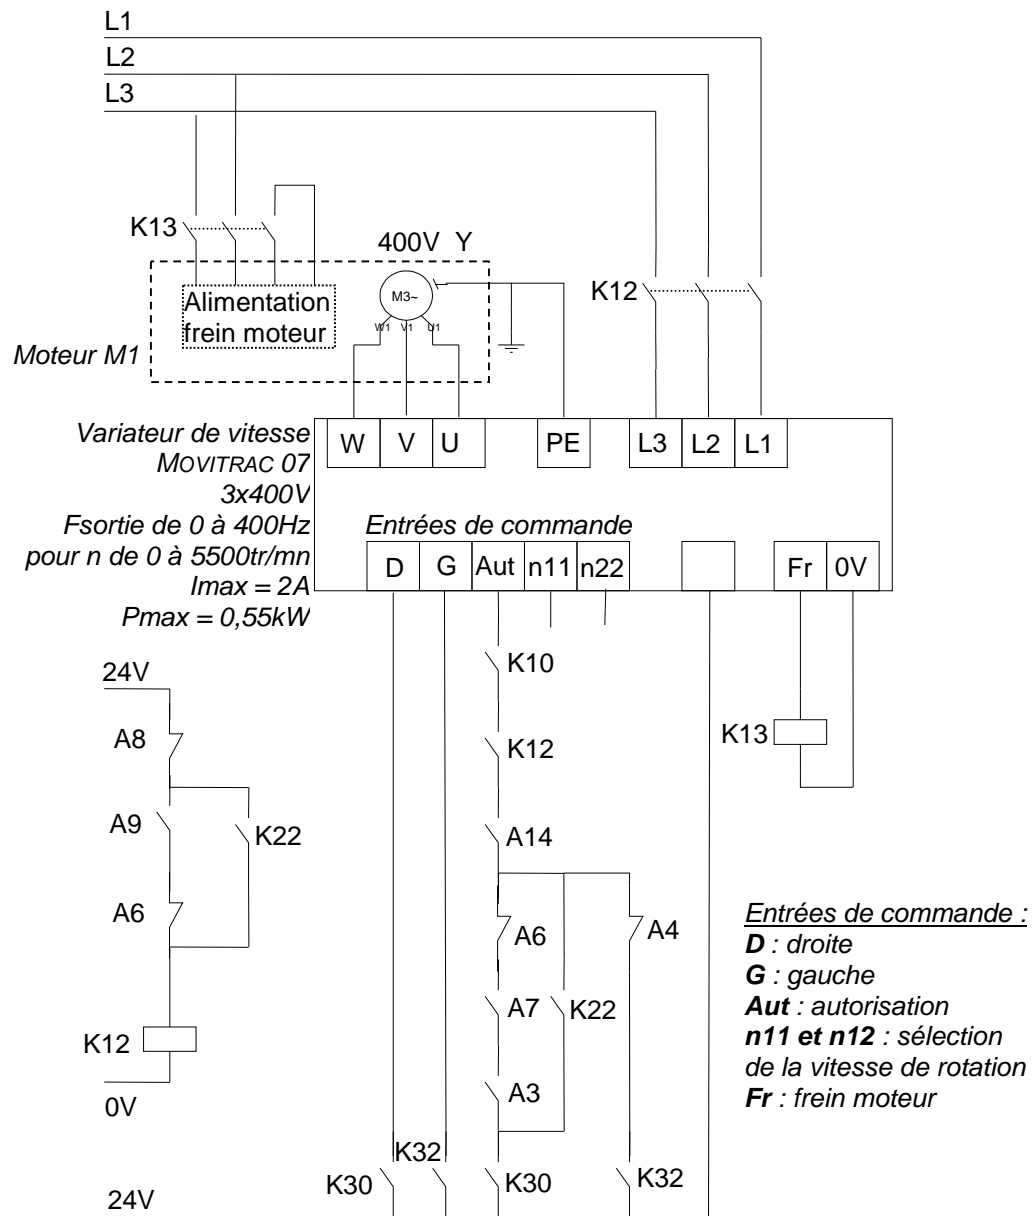 L1
L2
L3
K13
400V Y
K12
M3~
Alimentation
frein moteur
W1 V1 U1
Moteur M1
Variateur de vitesse
MOVITRAC 07
3x400V
Fsortie de 0 à 400Hz
pour n de 0 à 5500tr/mn
Imax = 2A
Pmax = 0,55kW
W V U PE L3 L2 L1
Entrées de commande
D G Aut n11 n22 Fr 0V
K10
24V
A8
K12
K13
A9
K22
A14
A6
A6
A4
A7
K22
K12
A3
0V
Entrées de commande :
D : droite
G : gauche
Aut : autorisation
n11 et n12 : sélection
de la vitesse de rotation
Fr : frein moteur
K32
K30
K30
K32
24V